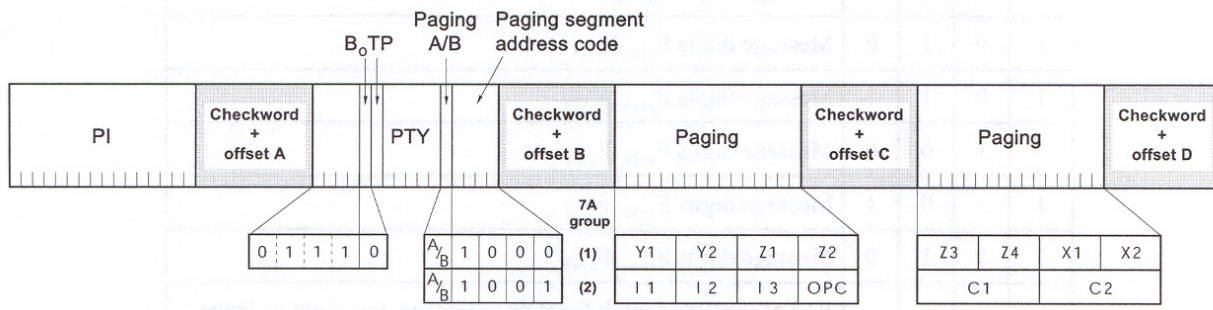 Paging Paging segment
B₀TP A/B address code
PI
Checkword
+
offset A
PTY
Checkword
+
offset B
Paging
Checkword
+
offset C
Paging
Checkword
+
offset D
7A
group
0 1 1 1 0
A/B 1 0 0 0 (1) Y1 Y2 Z1 Z2 Z3 Z4 X1 X2
A/B 1 0 0 1 (2) I1 I2 I3 OPC C1 C2